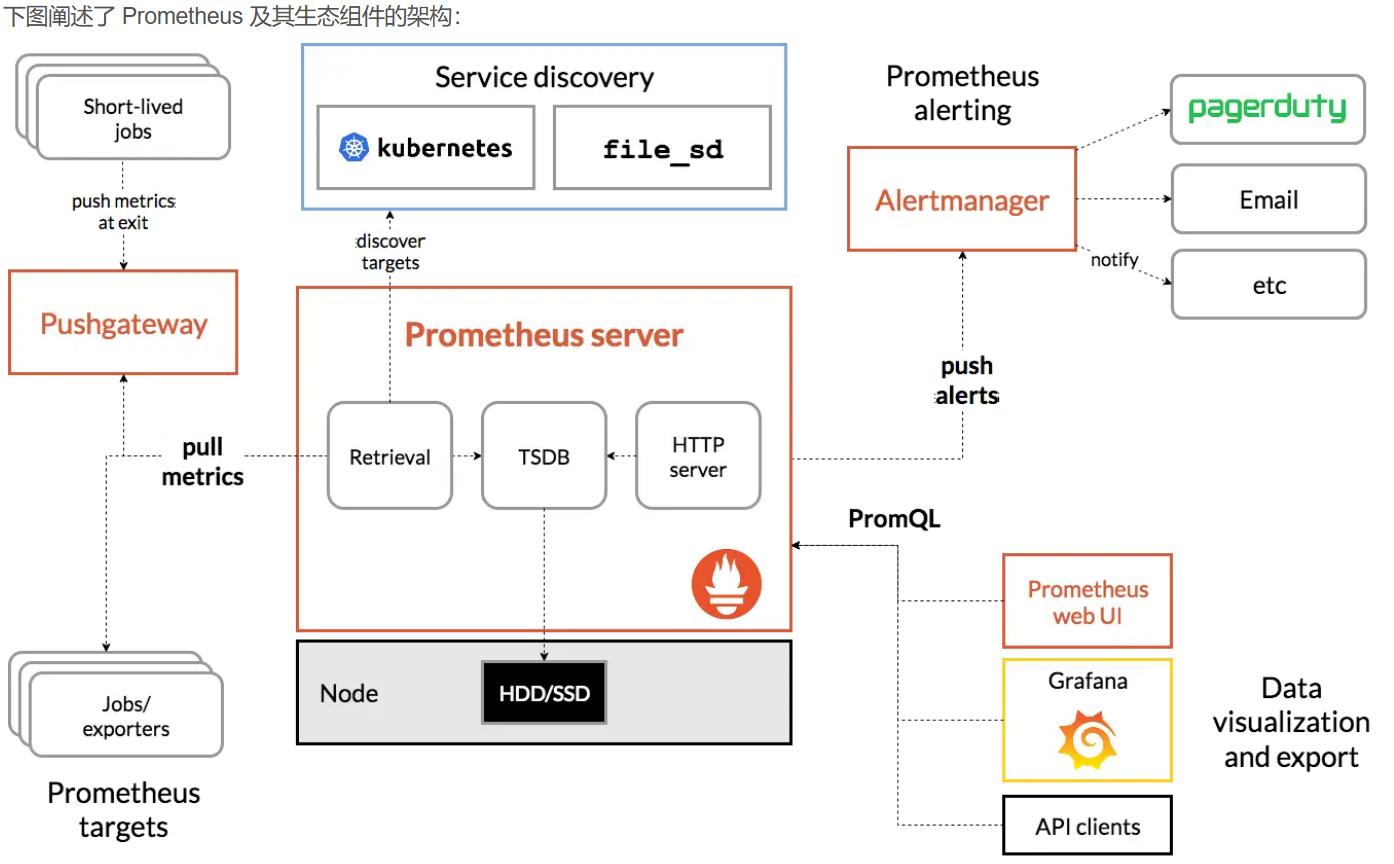 下图阐述了 Prometheus 及其生态组件的架构：
Short-lived
jobs
push metrics
at exit
Pushgateway
pull
metrics
Jobs/
exporters
Prometheus
targets
Service discovery
kubernetes
file_sd
discover
targets
Prometheus server
Retrieval
TSDB
HTTP
server
Node
HDD/SSD
Prometheus
alerting
Alertmanager
pagerduty
Email
notify
etc
push
alerts
PromQL
Prometheus
web UI
Grafana
API clients
Data
visualization
and export